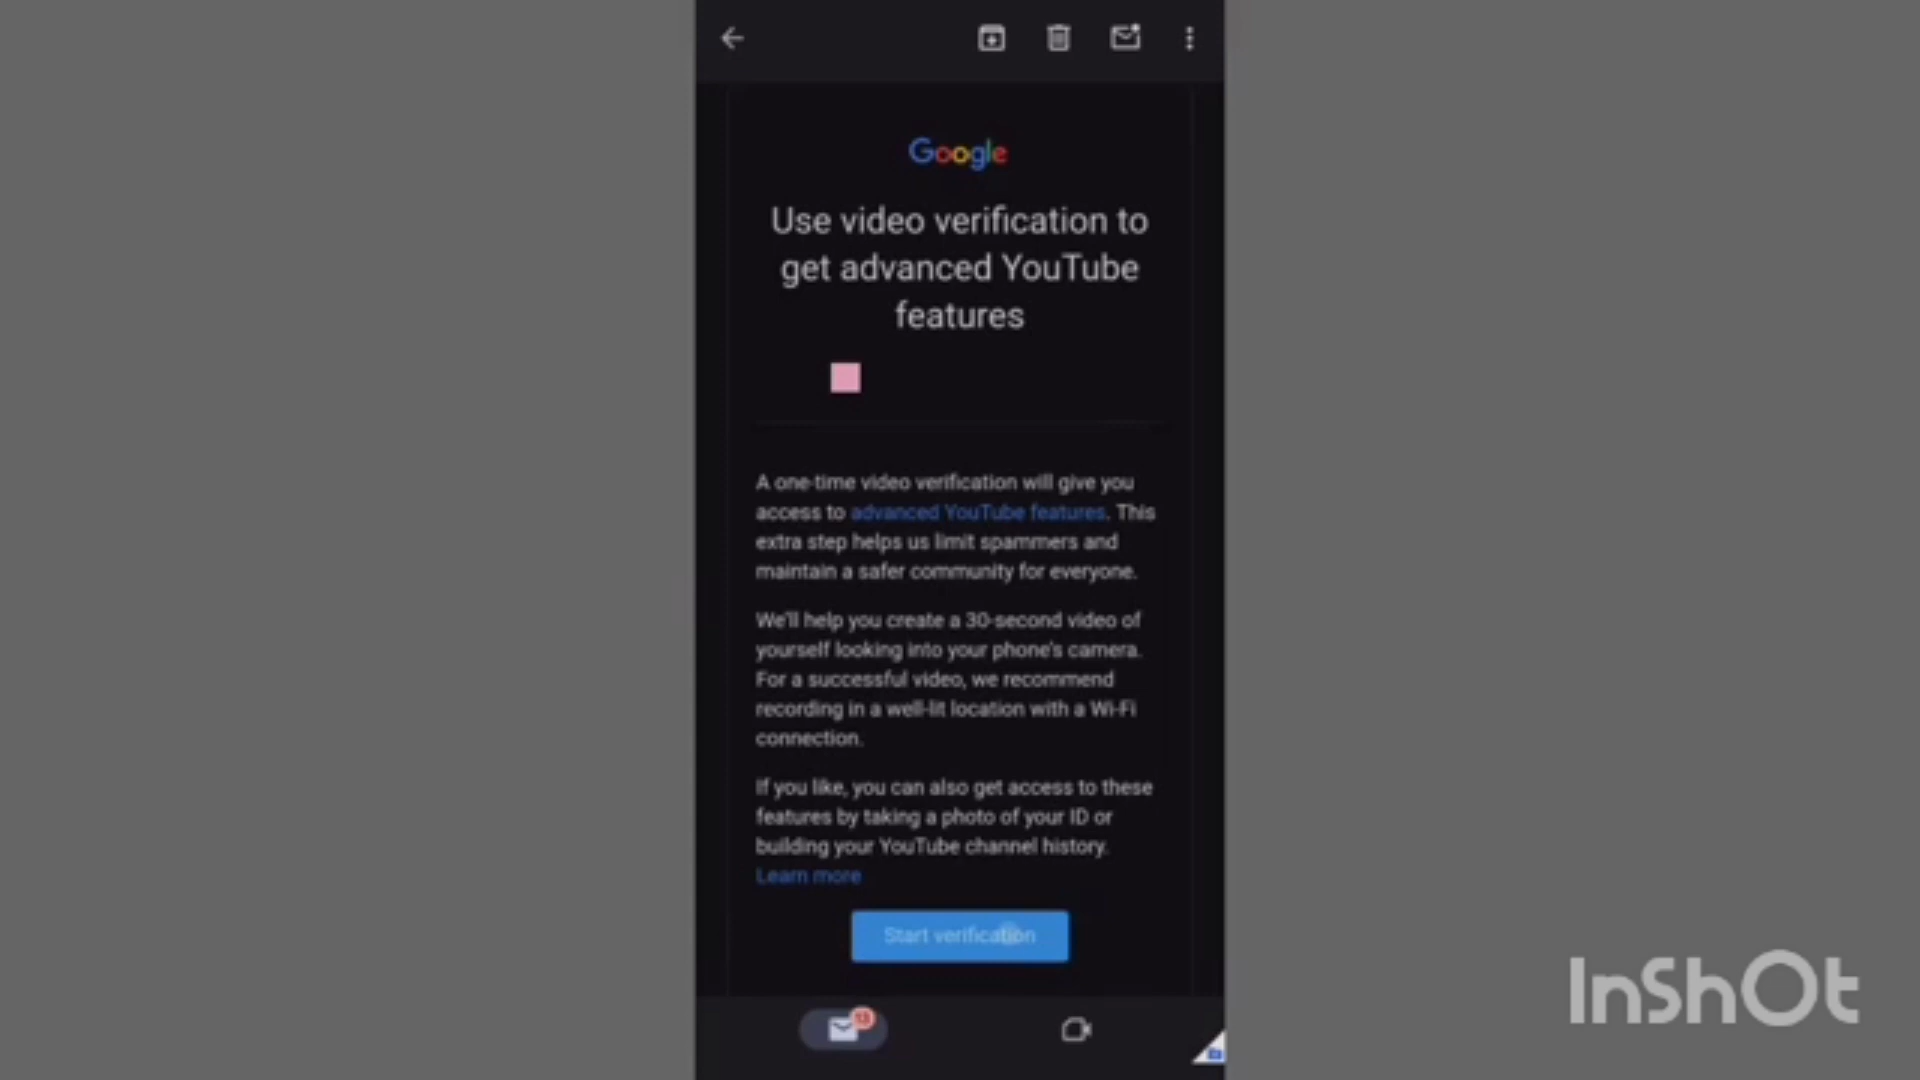 Google
Use video verification to
get advanced YouTube
features
A one-time video verification will give you
access to advanced YouTube features. This
extra step helps us limit spammers and
maintain a safer community for everyone.
We'll help you create a 30-second video of
yourself looking into your phone's camera.
For a successful video, we recommend
recording in a well-lit location with a Wi-Fi
connection.
If you like, you can also get access to these
features by taking a photo of your ID or
building your YouTube channel history.
Learn more
Start verification
13
InShOt